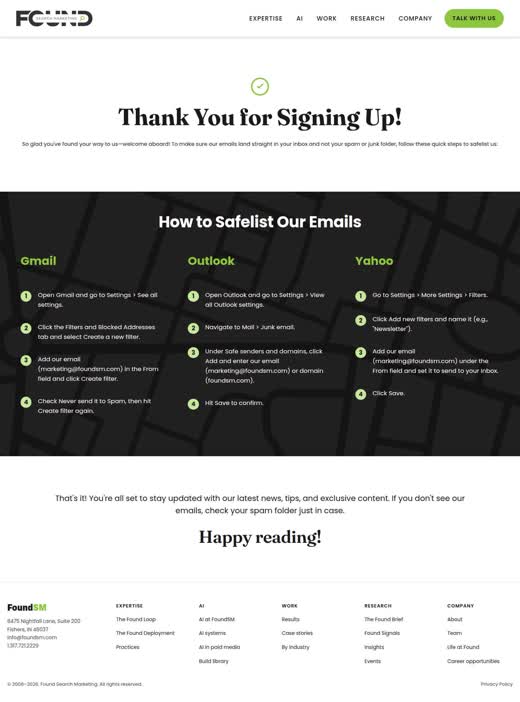 FOUND
SEARCH MARKETING
EXPERTISE
AI
WORK
RESEARCH
COMPANY
TALK WITH US
Thank You for Signing Up!
So glad you've found your way to us—welcome aboard! To make sure our emails land straight in your inbox and not your spam or junk folder, follow these quick steps to safelist us:
How to Safelist Our Emails
Gmail
1 Open Gmail and go to Settings > See all
settings.
2 Click the Filters and Blocked Addresses
tab and select Create a new filter.
3 Add our email
(marketing@foundsm.com) in the From
field and click Create filter.
4 Check Never send it to Spam, then hit
Create filter again.
Outlook
1 Open Outlook and go to Settings > View
all Outlook settings.
2 Navigate to Mail > Junk email.
3 Under Safe senders and domains, click
Add and enter our email
(marketing@foundsm.com) or domain
(foundsm.com).
4 Hit Save to confirm.
Yahoo
1 Go to Settings > More Settings > Filters.
2 Click Add new filters and name it (e.g.,
"Newsletter").
3 Add our email
(marketing@foundsm.com) under the
From field and set it to send to your Inbox.
4 Click Save.
That's it! You're all set to stay updated with our latest news, tips, and exclusive content. If you don't see our
emails, check your spam folder just in case.
Happy reading!
FoundSM
8475 Nightfall Lane, Suite 200
Fishers, IN 46037
info@foundsm.com
1.317.721.2229
EXPERTISE
The Found Loop
The Found Deployment
Practices
AI
AI at FoundSM
AI systems
AI in paid media
Build library
WORK
Results
Case stories
By industry
RESEARCH
The Found Brief
Found Signals
Insights
Events
COMPANY
About
Team
Life at Found
Career opportunities
© 2008–2026. Found Search Marketing. All rights reserved.
Privacy Policy